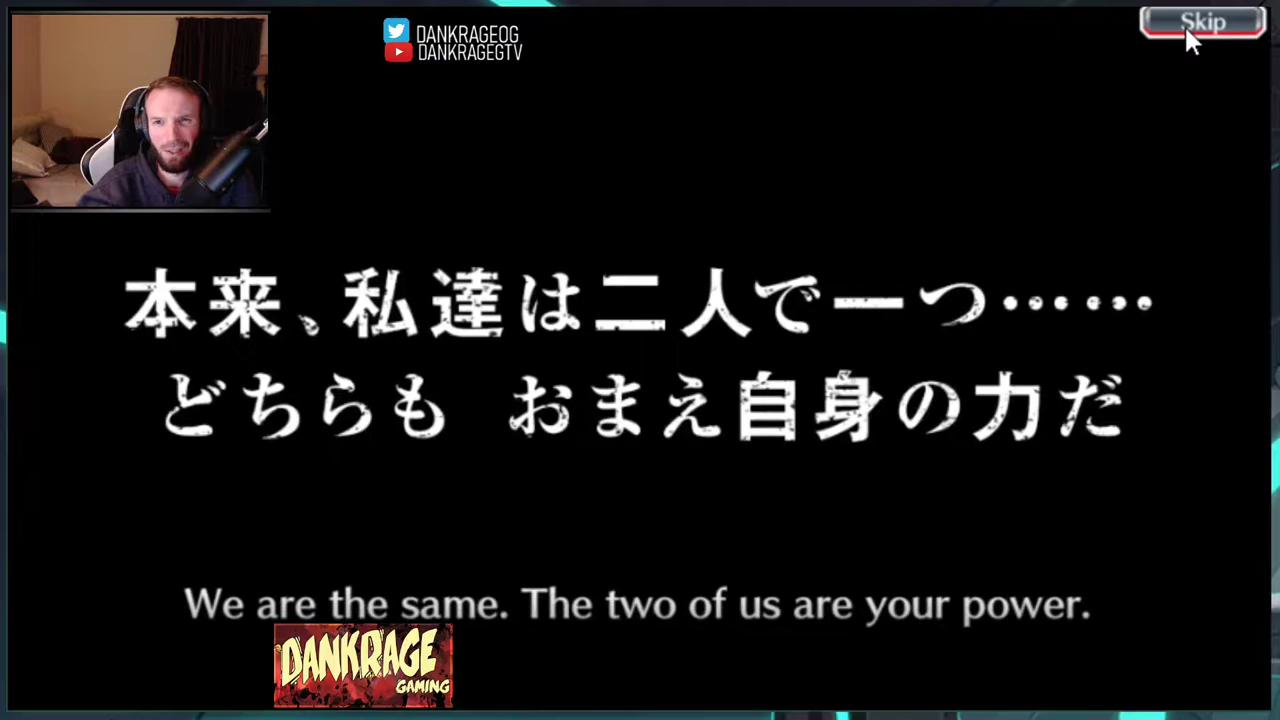 DANKRAGEOG
DANKRAGEGTV
Skip
本来、私達は二人で一つ……
どちらも おまえ自身の力だ
We are the same. The two of us are your power.
DANKRAGE
GAMING